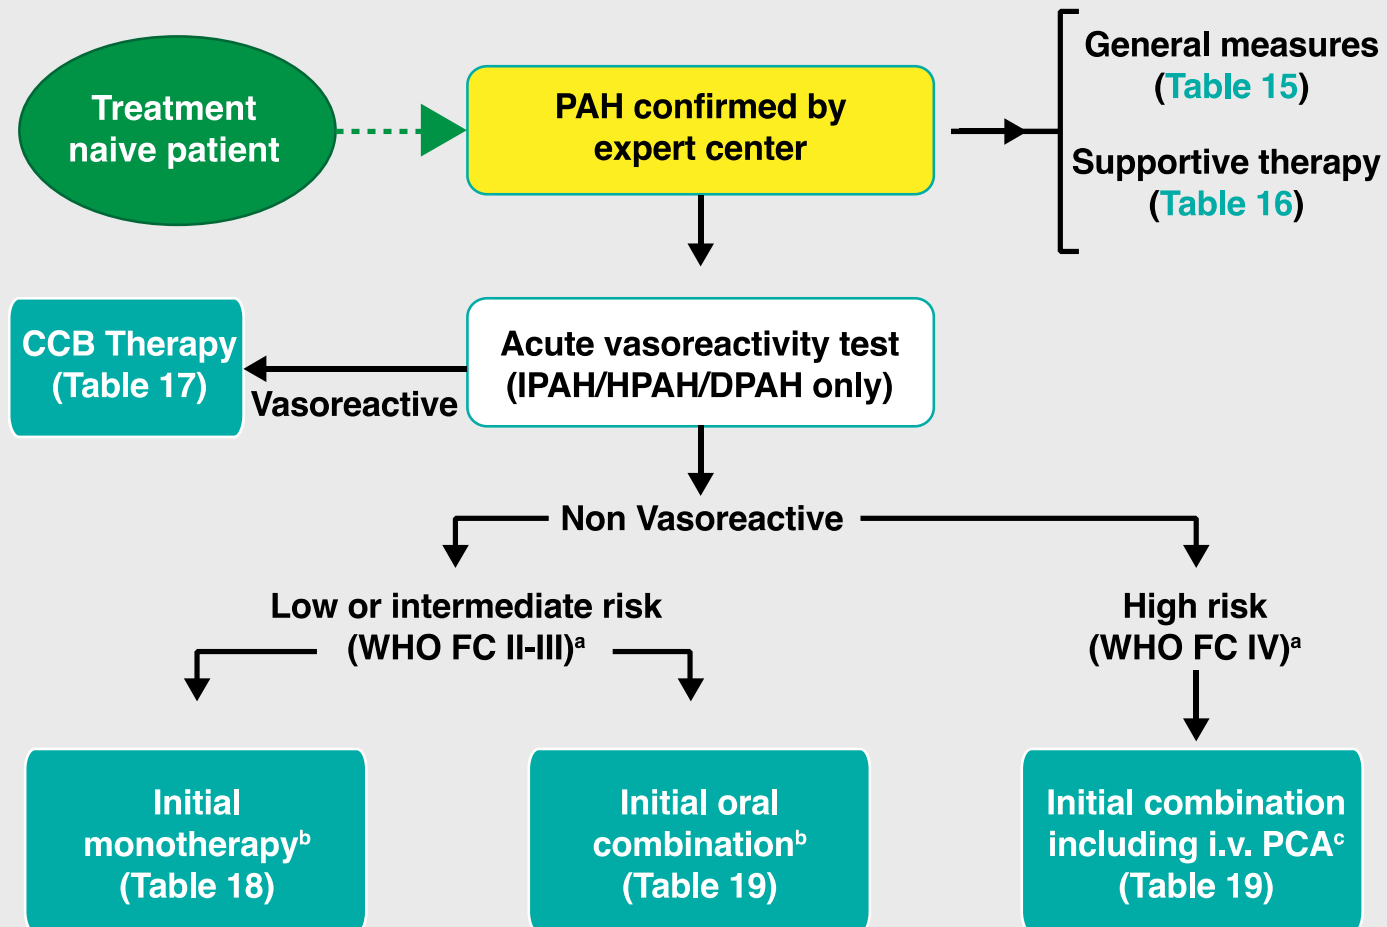 Treatment
naive patient
PAH confirmed by
expert center
General measures
(Table 15)
Supportive therapy
(Table 16)
CCB Therapy
(Table 17)
Vasoreactive
Acute vasoreactivity test
(IPAH/HPAH/DPAH only)
Non Vasoreactive
Low or intermediate risk
(WHO FC II-III)a
High risk
(WHO FC IV)a
Initial
monotherapyb
(Table 18)
Initial oral
combinationb
(Table 19)
Initial combination
including i.v. PCAc
(Table 19)